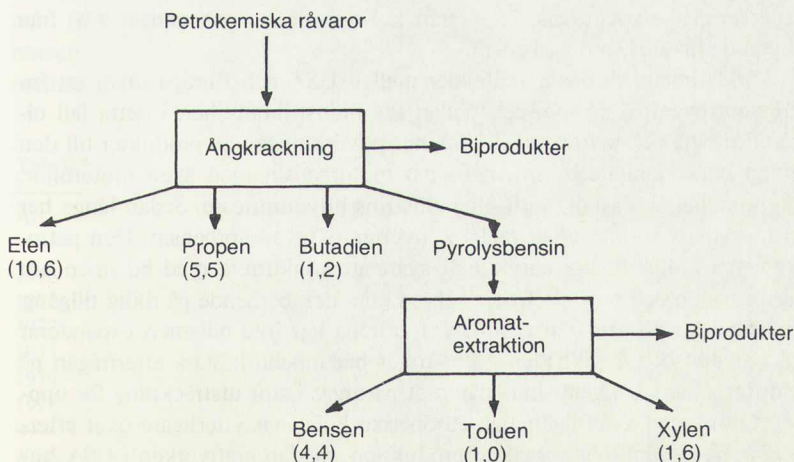 Petrokemiska råvaror
Ångkrackning
Biprodukter
Eten
(10,6)
Propen
(5,5)
Butadien
(1,2)
Pyrolysbensin
Aromat-
extraktion
Biprodukter
Bensen
(4,4)
Toluen
(1,0)
Xylen
(1,6)